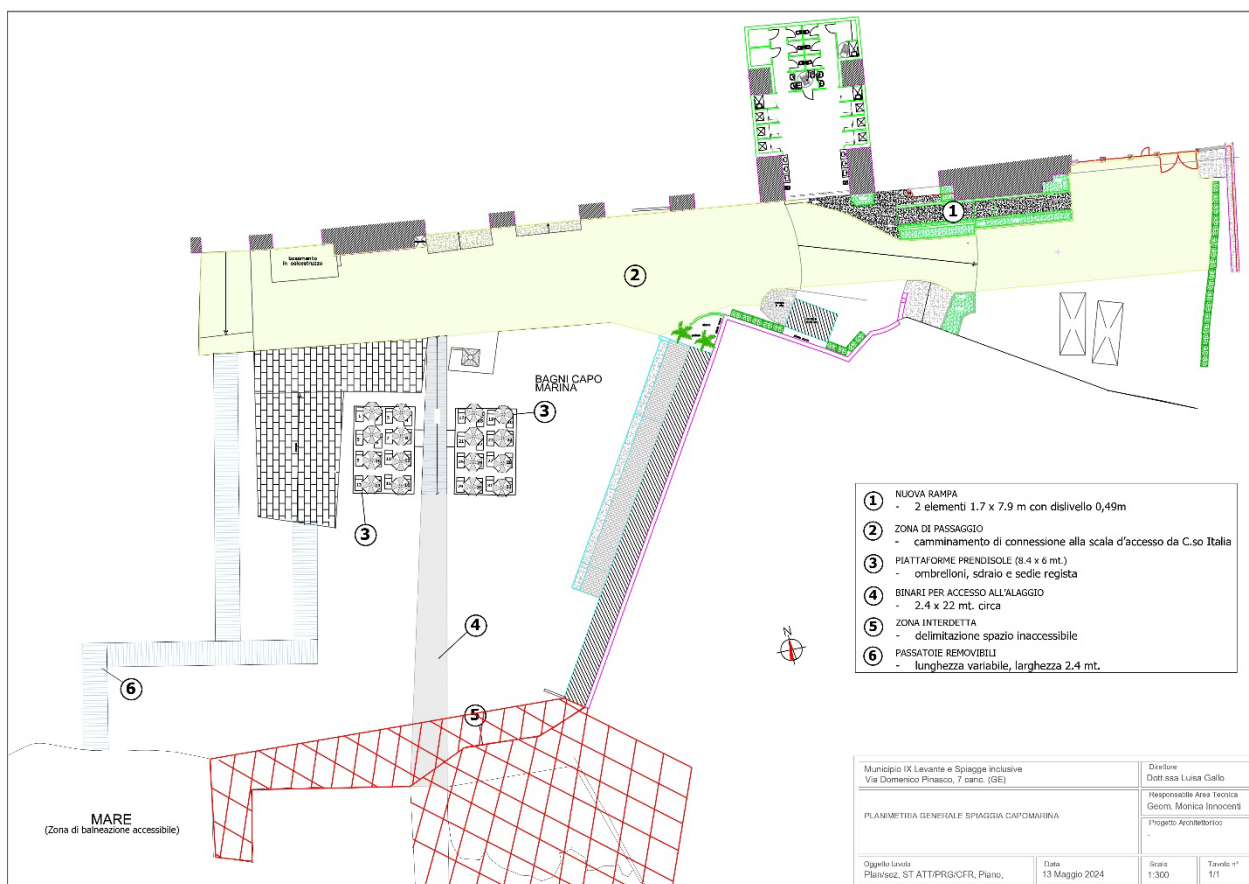 basamento
in calcestruzzo
1
2
BAGNI CAPO
MARINA
3
3
4
5
6
N
MARE
(Zona di balneazione accessibile)
1 NUOVA RAMPA
- 2 elementi 1.7 x 7.9 m con dislivello 0,49m
2 ZONA DI PASSAGGIO
- camminamento di connessione alla scala d'accesso da C.so Italia
3 PIATTAFORME PRENDISOLE (8.4 x 6 mt.)
- ombrelloni, sdraio e sedie regista
4 BINARI PER ACCESSO ALL'ALAGGIO
- 2.4 x 22 mt. circa
5 ZONA INTERDETTA
- delimitazione spazio inaccessibile
6 PASSATOIE REMOVIBILI
- lunghezza variabile, larghezza 2.4 mt.
Municipio IX Levante e Spiagge inclusive
Via Domenico Pinasco, 7 canc. (GE)
Direttore
Dott.ssa Luisa Gallo
Responsabile Area Tecnica
Geom. Monica Innocenti
PLANIMETRIA GENERALE SPIAGGIA CAPOMARINA
Progetto Architettonico
-
Oggetto tavola
Plan/sez, ST ATT/PRG/CFR, Piano,
Data
13 Maggio 2024
Scala
1:300
Tavola n°
1/1